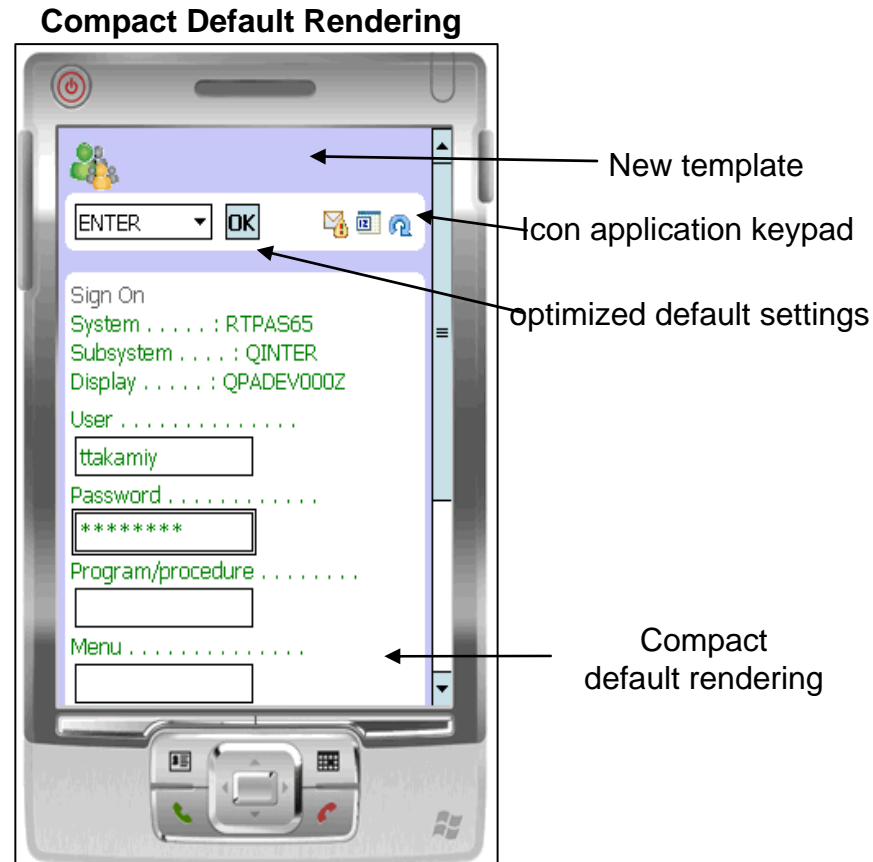 Compact Default Rendering
New template
ENTER OK
12
Icon application keypad
optimized default settings
Sign On
System . . . . . : RTPAS65
Subsystem . . . . : QINTER
Display . . . . . : QPADEV000Z
User . . . . . . . . . . . . . . .
ttakamiy
Password . . . . . . . . . . . .
********
Program/procedure . . . . . . . .
Menu . . . . . . . . . . . . . .
Compact
default rendering